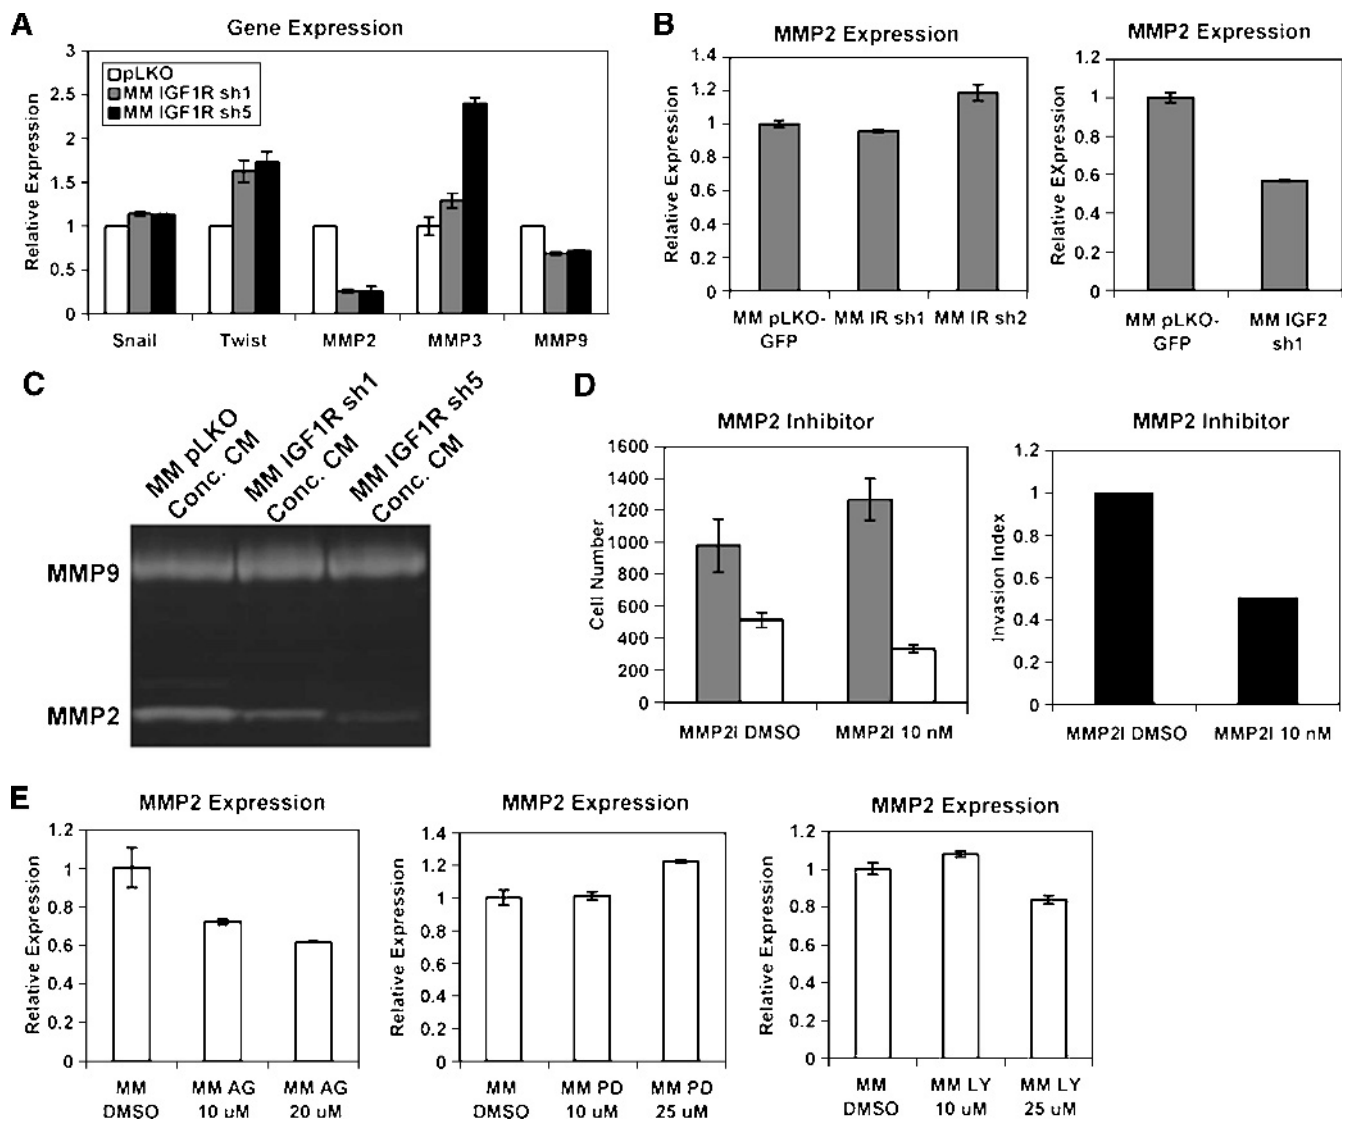 A
Gene Expression
Relative Expression
3
2.5
2
1.5
1
0.5
0
pLKO
MM IGF1R sh1
MM IGF1R sh5
Snail
Twist
MMP2
MMP3
MMP9
B
MMP2 Expression
Relative Expression
1.4
1.2
1
0.8
0.6
0.4
0.2
0
MM pLKO-
GFP
MM IR sh1
MM IR sh2
MMP2 Expression
Relative EXpression
1.2
1
0.8
0.6
0.4
0.2
0
MM pLKO-
GFP
MM IGF2
sh1
C
MM pLKO
Conc. CM
MM IGF1R sh1
Conc. CM
MM IGF1R sh5
Conc. CM
MMP9
MMP2
D
MMP2 Inhibitor
Cell Number
1600
1400
1200
1000
800
600
400
200
0
MMP2I DMSO
MMP2I 10 nM
MMP2 Inhibitor
Invasion Index
1.2
1
0.8
0.6
0.4
0.2
0
MMP2I DMSO
MMP2I 10 nM
E
MMP2 Expression
Relative Expression
1.2
1
0.8
0.6
0.4
0.2
0
MM
DMSO
MM AG
10 uM
MM AG
20 uM
MMP2 Expression
Relative Expression
1.4
1.2
1
0.8
0.6
0.4
0.2
0
MM
DMSO
MM PD
10 uM
MM PD
25 uM
MMP2 Expression
Relative Expression
1.2
1
0.8
0.6
0.4
0.2
0
MM
DMSO
MM LY
10 uM
MM LY
25 uM